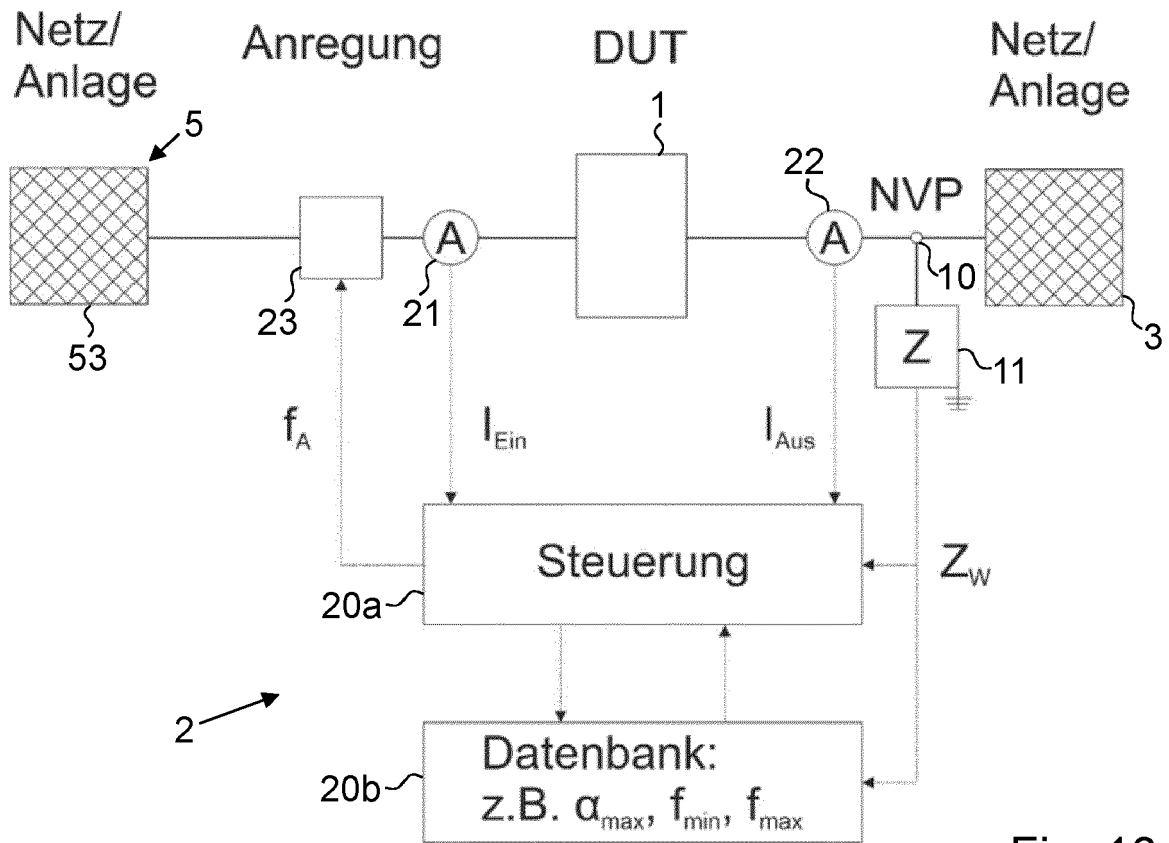 Netz/
Anlage
Anregung
DUT
Netz/
Anlage
5
1
22
NVP
A
A
53
23
21
10
3
Z
11
f_A
I_Ein
I_Aus
Steuerung
Z_W
20a
2
Datenbank:
z.B. α_max, f_min, f_max
20b